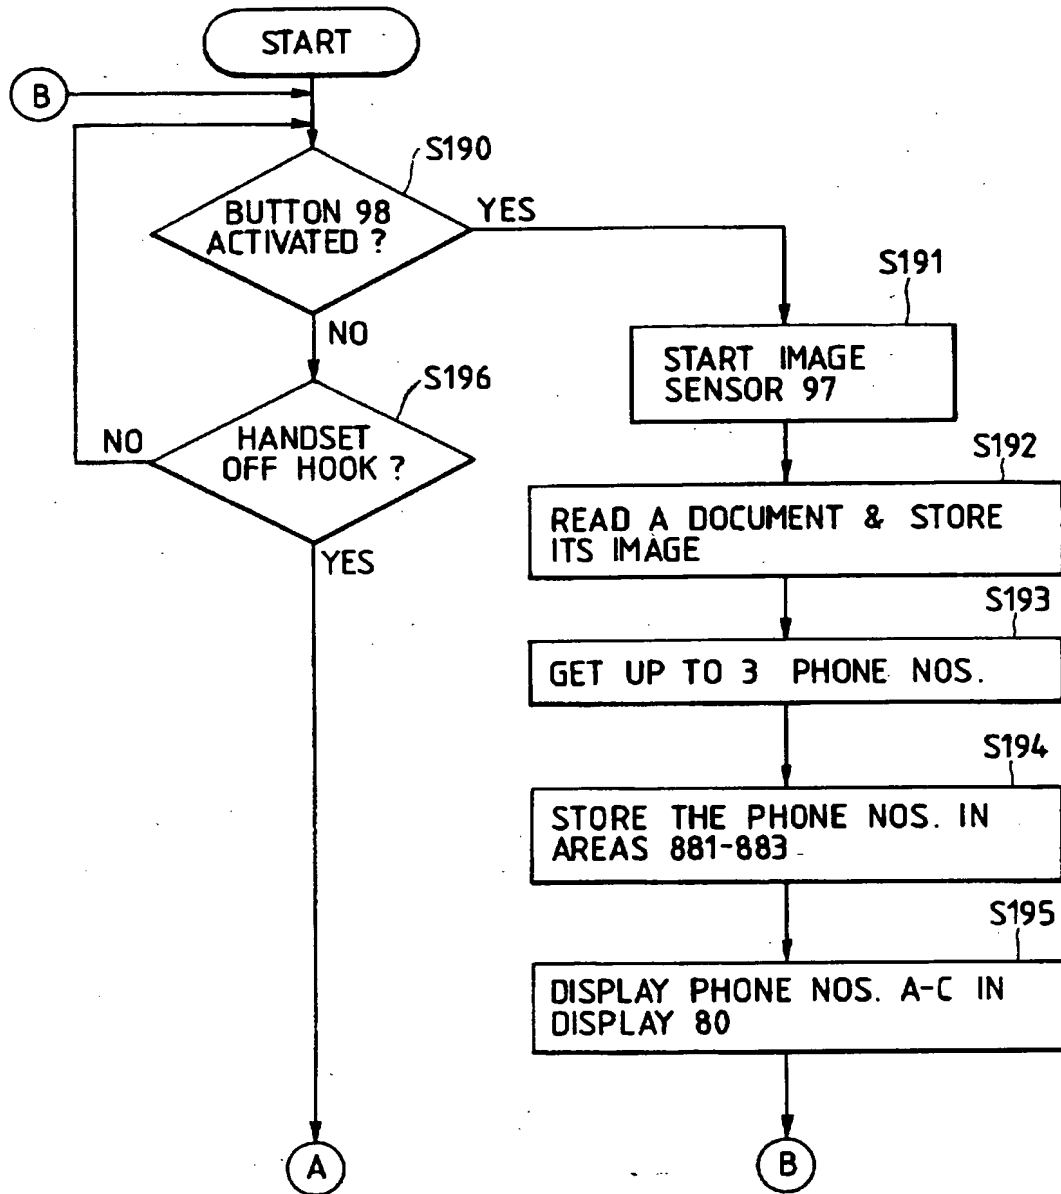 START
B
S190
BUTTON 98
ACTIVATED ?
YES
NO
S196
HANDSET
OFF HOOK ?
NO
YES
A
S191
START IMAGE
SENSOR 97
S192
READ A DOCUMENT & STORE
ITS IMAGE
S193
GET UP TO 3 PHONE NOS.
S194
STORE THE PHONE NOS. IN
AREAS 881-883
S195
DISPLAY PHONE NOS. A-C IN
DISPLAY 80
B